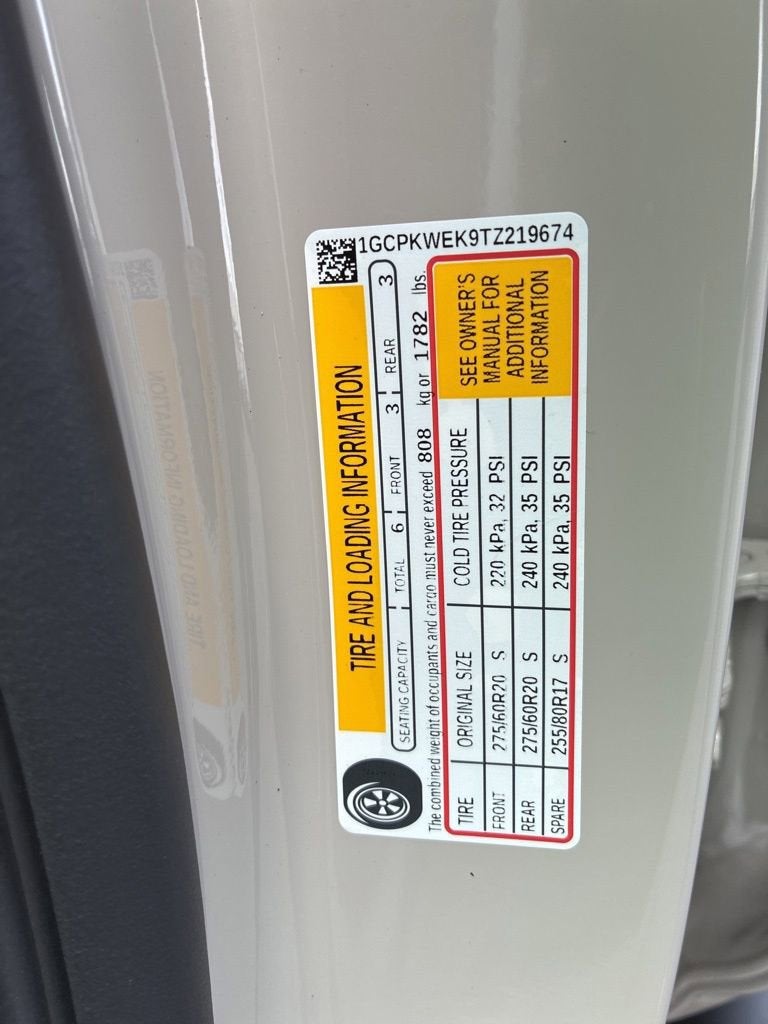 1GCPKWEK9TZ219674
TIRE AND LOADING INFORMATION
SEATING CAPACITY TOTAL 6 FRONT 3 REAR 3
The combined weight of occupants and cargo must never exceed 808 kg or 1782 lbs.
TIRE ORIGINAL SIZE COLD TIRE PRESSURE
FRONT 275/60R20 S 220 kPa, 32 PSI
REAR 275/60R20 S 240 kPa, 35 PSI
SPARE 255/80R17 S 240 kPa, 35 PSI
SEE OWNER'S
MANUAL FOR
ADDITIONAL
INFORMATION